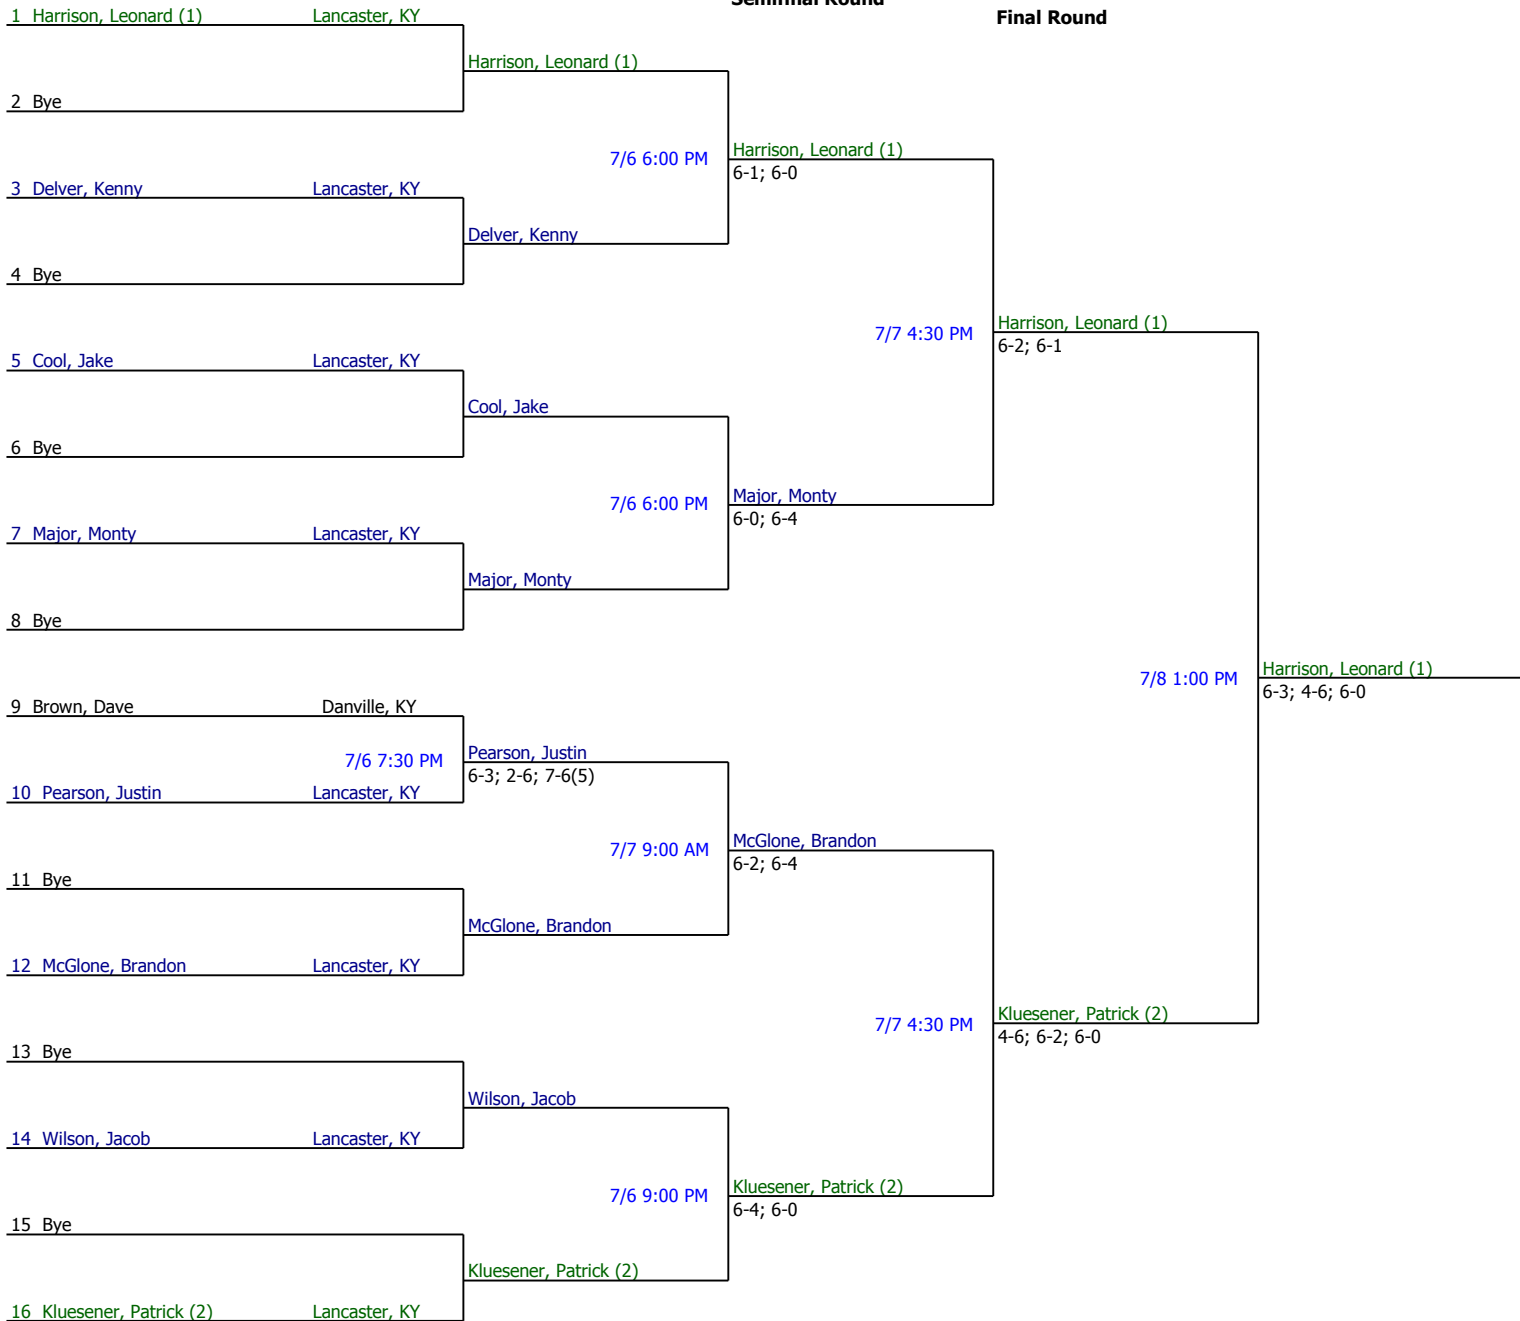 Semifinal Round
Final Round
1 Harrison, Leonard (1) Lancaster, KY
Harrison, Leonard (1)
2 Bye
7/6 6:00 PM
Harrison, Leonard (1)
6-1; 6-0
3 Delver, Kenny Lancaster, KY
Delver, Kenny
4 Bye
7/7 4:30 PM
Harrison, Leonard (1)
6-2; 6-1
5 Cool, Jake Lancaster, KY
Cool, Jake
6 Bye
7/6 6:00 PM
Major, Monty
6-0; 6-4
7 Major, Monty Lancaster, KY
Major, Monty
8 Bye
7/8 1:00 PM
Harrison, Leonard (1)
6-3; 4-6; 6-0
9 Brown, Dave Danville, KY
7/6 7:30 PM
Pearson, Justin
6-3; 2-6; 7-6(5)
10 Pearson, Justin Lancaster, KY
7/7 9:00 AM
McGlone, Brandon
6-2; 6-4
11 Bye
McGlone, Brandon
12 McGlone, Brandon Lancaster, KY
7/7 4:30 PM
Kluesener, Patrick (2)
4-6; 6-2; 6-0
13 Bye
Wilson, Jacob
14 Wilson, Jacob Lancaster, KY
7/6 9:00 PM
Kluesener, Patrick (2)
6-4; 6-0
15 Bye
Kluesener, Patrick (2)
16 Kluesener, Patrick (2) Lancaster, KY